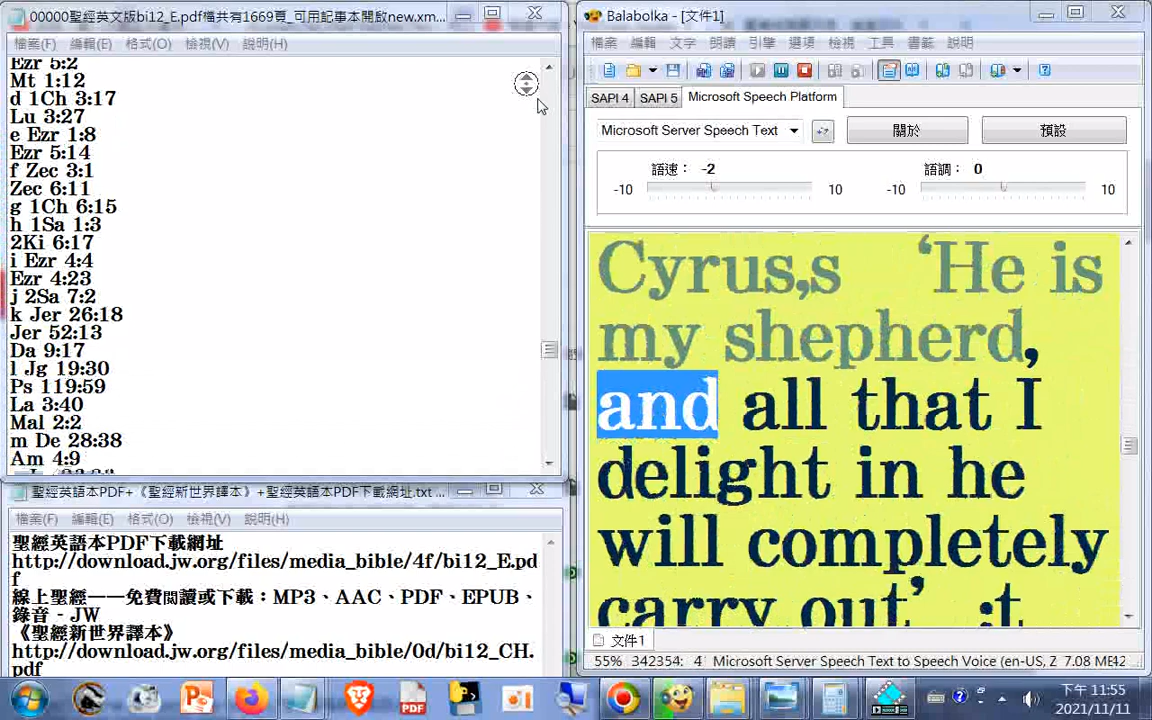 00000聖經英文版bi12_E.pdf檔共有1669頁_可用記事本開啟new.xm...
檔案(F) 編輯(E) 格式(O) 檢視(V) 說明(H)
Ezr 5:2
Mt 1:12
d 1Ch 3:17
Lu 3:27
e Ezr 1:8
Ezr 5:14
f Zec 3:1
Zec 6:11
g 1Ch 6:15
h 1Sa 1:3
2Ki 6:17
i Ezr 4:4
Ezr 4:23
j 2Sa 7:2
k Jer 26:18
Jer 52:13
Da 9:17
l Jg 19:30
Ps 119:59
La 3:40
Mal 2:2
m De 28:38
Am 4:9
聖經英語本PDF+《聖經新世界譯本》+聖經英語本PDF下載網址.txt ...
檔案(F) 編輯(E) 格式(O) 檢視(V) 說明(H)
聖經英語本PDF下載網址
http://download.jw.org/files/media_bible/4f/bi12_E.pd
f
線上聖經——免費閱讀或下載：MP3、AAC、PDF、EPUB、
錄音 - JW
《聖經新世界譯本》
http://download.jw.org/files/media_bible/0d/bi12_CH.
pdf
Balabolka - [文件1]
檔案 編輯 文字 朗讀 引擎 選項 檢視 工具 書籤 說明
SAPI 4 SAPI 5 Microsoft Speech Platform
Microsoft Server Speech Text 關於 預設
語速： -2 語調： 0
-10 10 -10 10
Cyrus,s ‘He is
my shepherd,
and all that I
delight in he
will completely
carry out’ ;t
文件1
55% 342354: 4 Microsoft Server Speech Text to Speech Voice (en-US, Z 7.08 ME
PDF
下午 11:55
2021/11/11